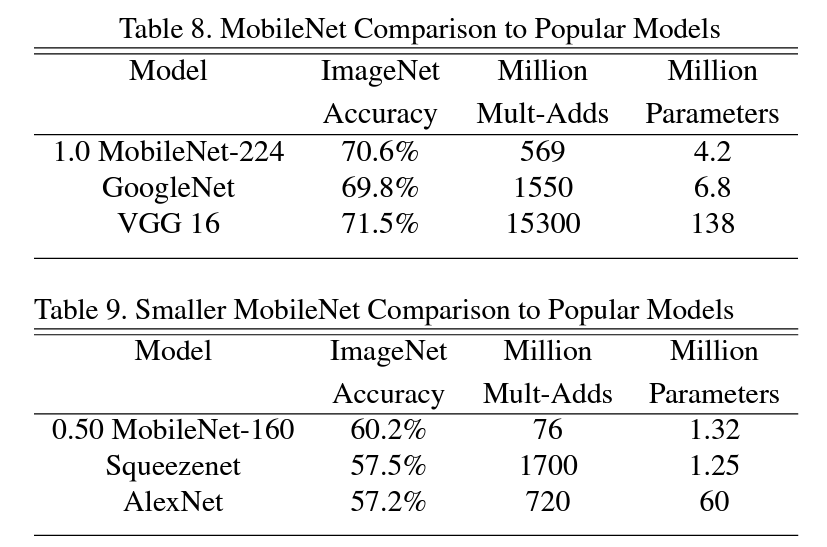 Table 8. MobileNet Comparison to Popular Models
Model ImageNet Million Million
Accuracy Mult-Adds Parameters
1.0 MobileNet-224 70.6% 569 4.2
GoogleNet 69.8% 1550 6.8
VGG 16 71.5% 15300 138
Table 9. Smaller MobileNet Comparison to Popular Models
Model ImageNet Million Million
Accuracy Mult-Adds Parameters
0.50 MobileNet-160 60.2% 76 1.32
Squeezenet 57.5% 1700 1.25
AlexNet 57.2% 720 60